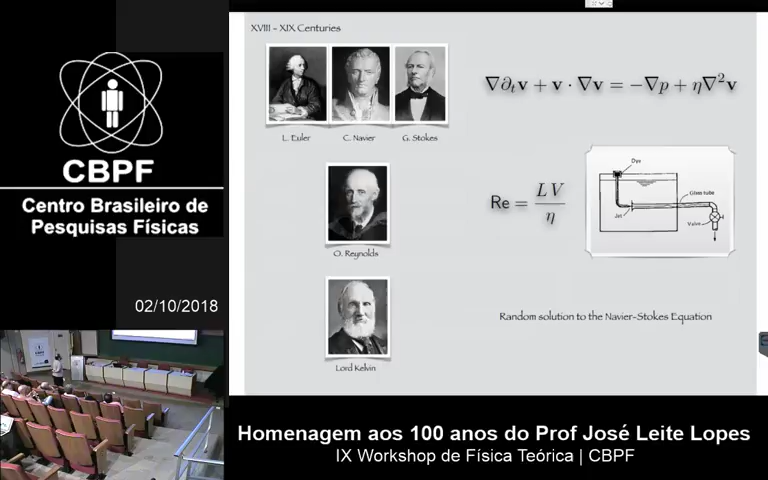 CBPF
Centro Brasileiro de
Pesquisas Físicas
02/10/2018
XVIII - XIX Centuries
L. Euler
C. Navier
G. Stokes
∇∂ₜv + v · ∇v = −∇p + η∇²v
O. Reynolds
Re = LV/η
Dye
Glass tube
Jet
Valve
Lord Kelvin
Random solution to the Navier-Stokes Equation
Homenagem aos 100 anos do Prof José Leite Lopes
IX Workshop de Física Teórica | CBPF